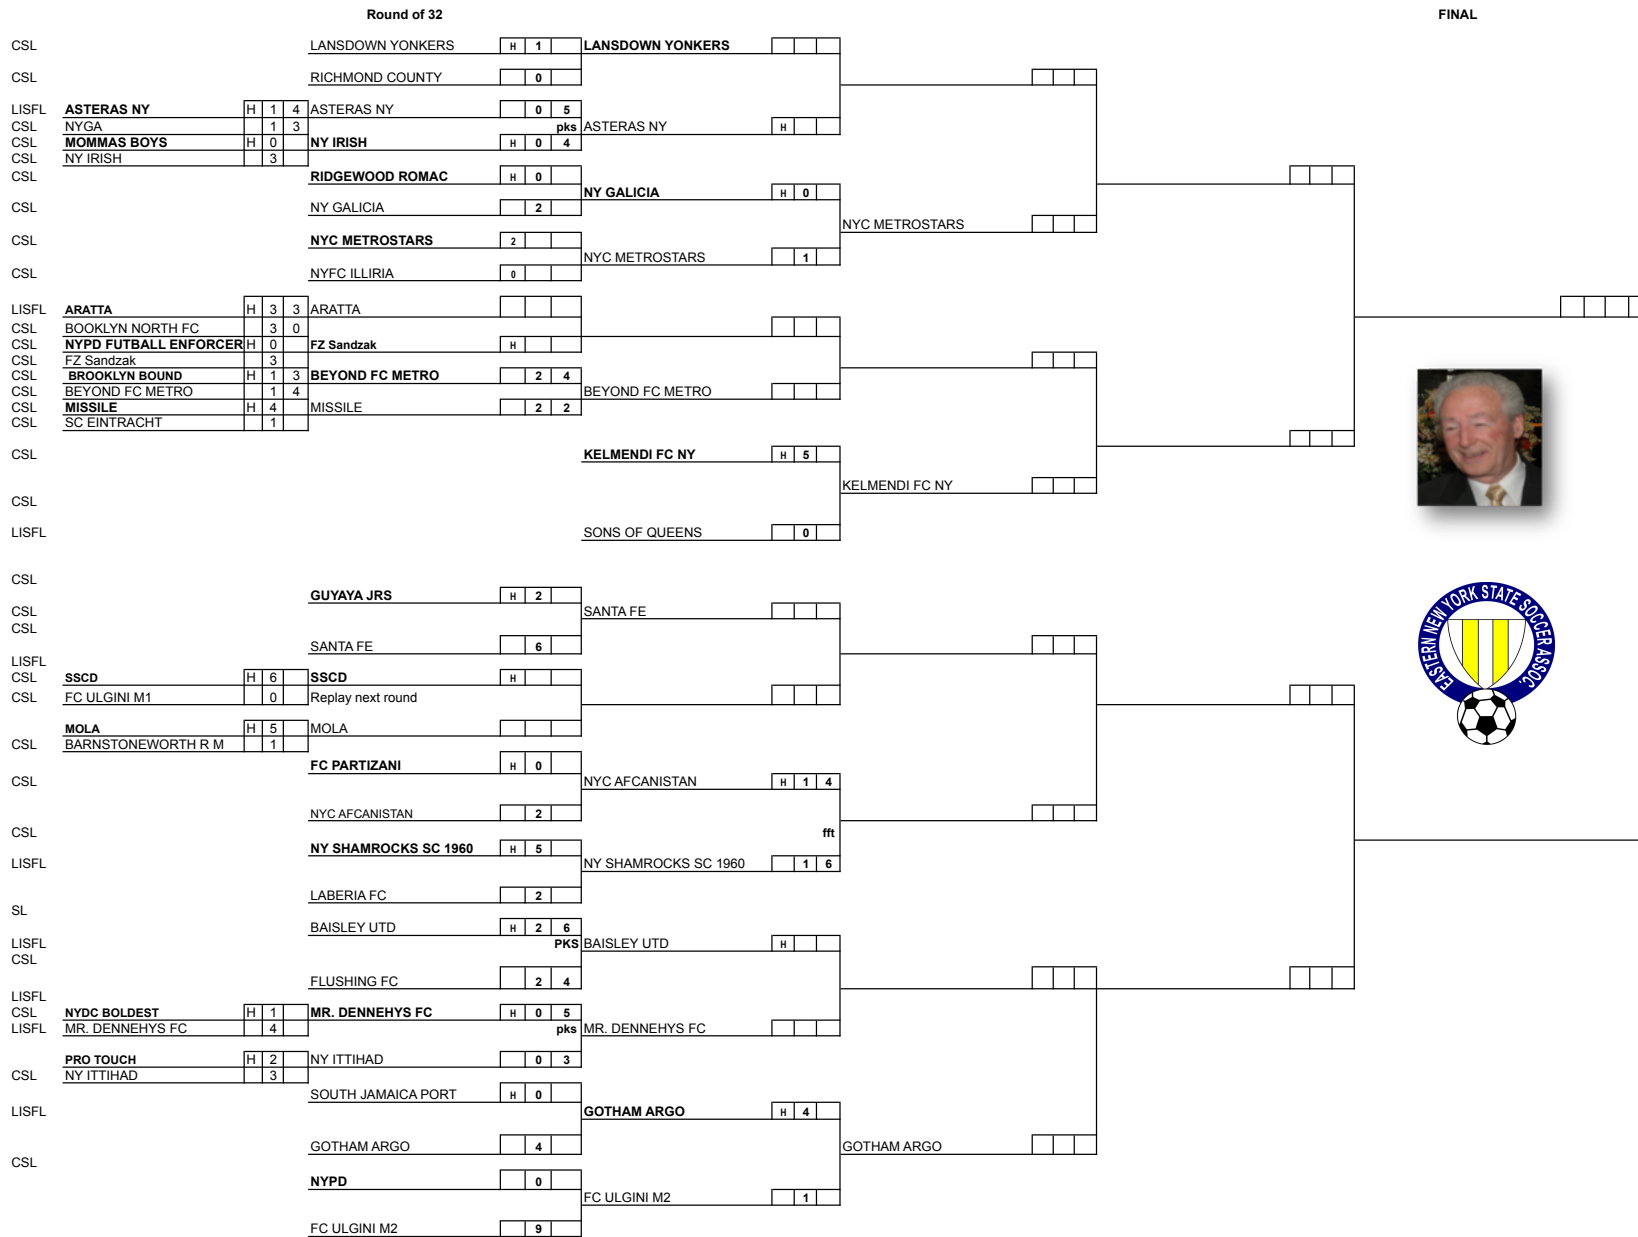 Round of 32 FINAL
CSL LANSDOWN YONKERS H 1 LANSDOWN YONKERS
CSL RICHMOND COUNTY 0
LISFL ASTERAS NY H 1 4 ASTERAS NY 0 5
CSL NYGA 1 3 pks ASTERAS NY H
CSL MOMMAS BOYS H 0 NY IRISH H 0 4
CSL NY IRISH 3
CSL RIDGEWOOD ROMAC H 0
NY GALICIA H 0
CSL NY GALICIA 2
NYC METROSTARS
CSL NYC METROSTARS 2
NYC METROSTARS 1
CSL NYFC ILLIRIA 0
LISFL ARATTA H 3 3 ARATTA
CSL BOOKLYN NORTH FC 3 0
CSL NYPD FUTBALL ENFORCER H 0 FZ Sandzak H
CSL FZ Sandzak 3
CSL BROOKLYN BOUND H 1 3 BEYOND FC METRO 2 4
CSL BEYOND FC METRO 1 4 BEYOND FC METRO
CSL MISSILE H 4 MISSILE 2 2
CSL SC EINTRACHT 1
CSL KELMENDI FC NY H 5
KELMENDI FC NY
CSL
LISFL SONS OF QUEENS 0
CSL
GUYAYA JRS H 2
CSL SANTA FE
CSL
SANTA FE 6
LISFL
CSL SSCD H 6 SSCD H
CSL FC ULGINI M1 0 Replay next round
MOLA H 5 MOLA
CSL BARNSTONEWORTH R M 1
FC PARTIZANI H 0
CSL NYC AFCANISTAN H 1 4
NYC AFCANISTAN 2
CSL fft
NY SHAMROCKS SC 1960 H 5
LISFL NY SHAMROCKS SC 1960 1 6
LABERIA FC 2
SL
BAISLEY UTD H 2 6
LISFL PKS BAISLEY UTD H
CSL
FLUSHING FC 2 4
LISFL
CSL NYDC BOLDEST H 1 MR. DENNEHYS FC H 0 5
LISFL MR. DENNEHYS FC 4 pks MR. DENNEHYS FC
PRO TOUCH H 2 NY ITTIHAD 0 3
CSL NY ITTIHAD 3
SOUTH JAMAICA PORT H 0
LISFL GOTHAM ARGO H 4
GOTHAM ARGO 4 GOTHAM ARGO
CSL
NYPD 0
FC ULGINI M2 1
FC ULGINI M2 9
EASTERN NEW YORK STATE SOCCER ASSOC.